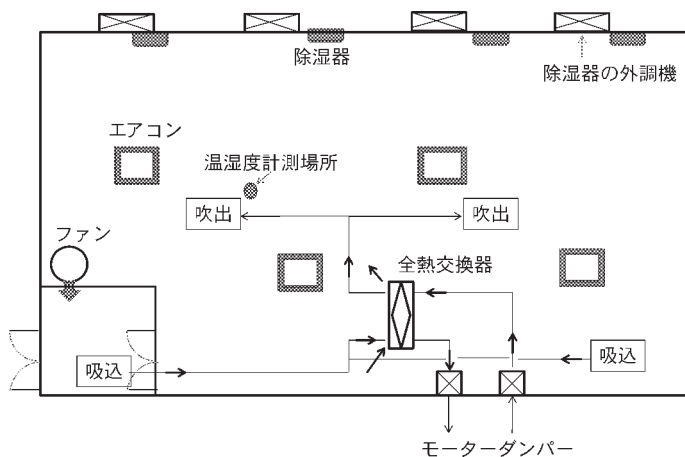 除湿器
除湿器の外調機
エアコン
温湿度計測場所
吹出
吹出
ファン
全熱交換器
吸込
吸込
モーターダンパー